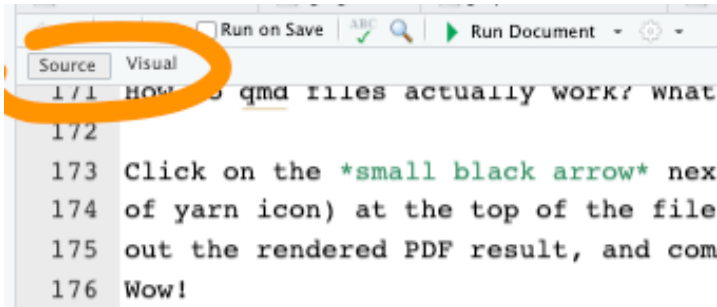 Run on Save ABC Run Document
Source Visual
171 How qmd files actually work? What
172
173 Click on the *small black arrow* nex
174 of yarn icon) at the top of the file
175 out the rendered PDF result, and com
176 Wow!